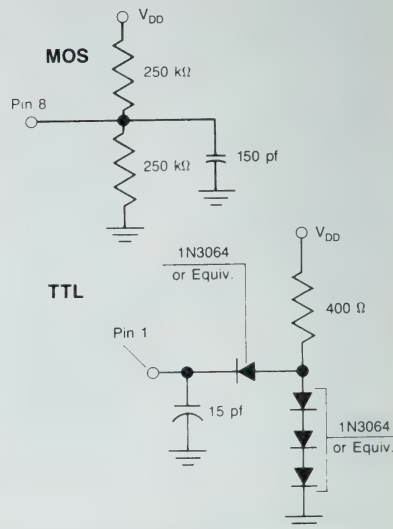 V_DD
MOS
250 kΩ
Pin 8
250 kΩ
150 pf
V_DD
1N3064
or Equiv.
TTL
400 Ω
Pin 1
15 pf
1N3064
or Equiv.